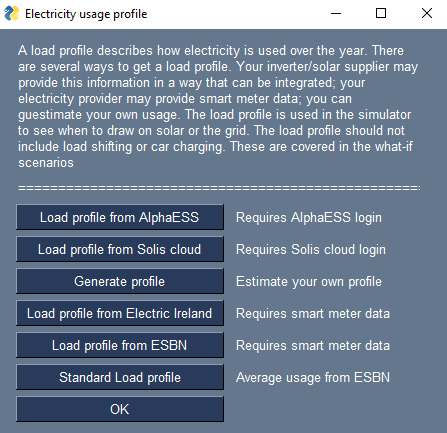 Electricity usage profile
A load profile describes how electricity is used over the year. There
are several ways to get a load profile. Your inverter/solar supplier may
provide this information in a way that can be integrated; your
electricity provider may provide smart meter data; you can
guestimate your own usage. The load profile is used in the simulator
to see when to draw on solar or the grid. The load profile should not
include load shifting or car charging. These are covered in the what-if
scenarios
==================================================
Load profile from AlphaESS Requires AlphaESS login
Load profile from Solis cloud Requires Solis cloud login
Generate profile Estimate your own profile
Load profile from Electric Ireland Requires smart meter data
Load profile from ESBN Requires smart meter data
Standard Load profile Average usage from ESBN
OK